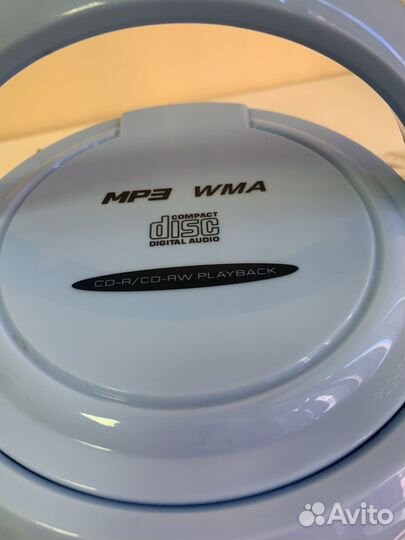 MP3 WMA
COMPACT
disc
DIGITAL AUDIO
CD-R/CD-RW PLAYBACK
Avito